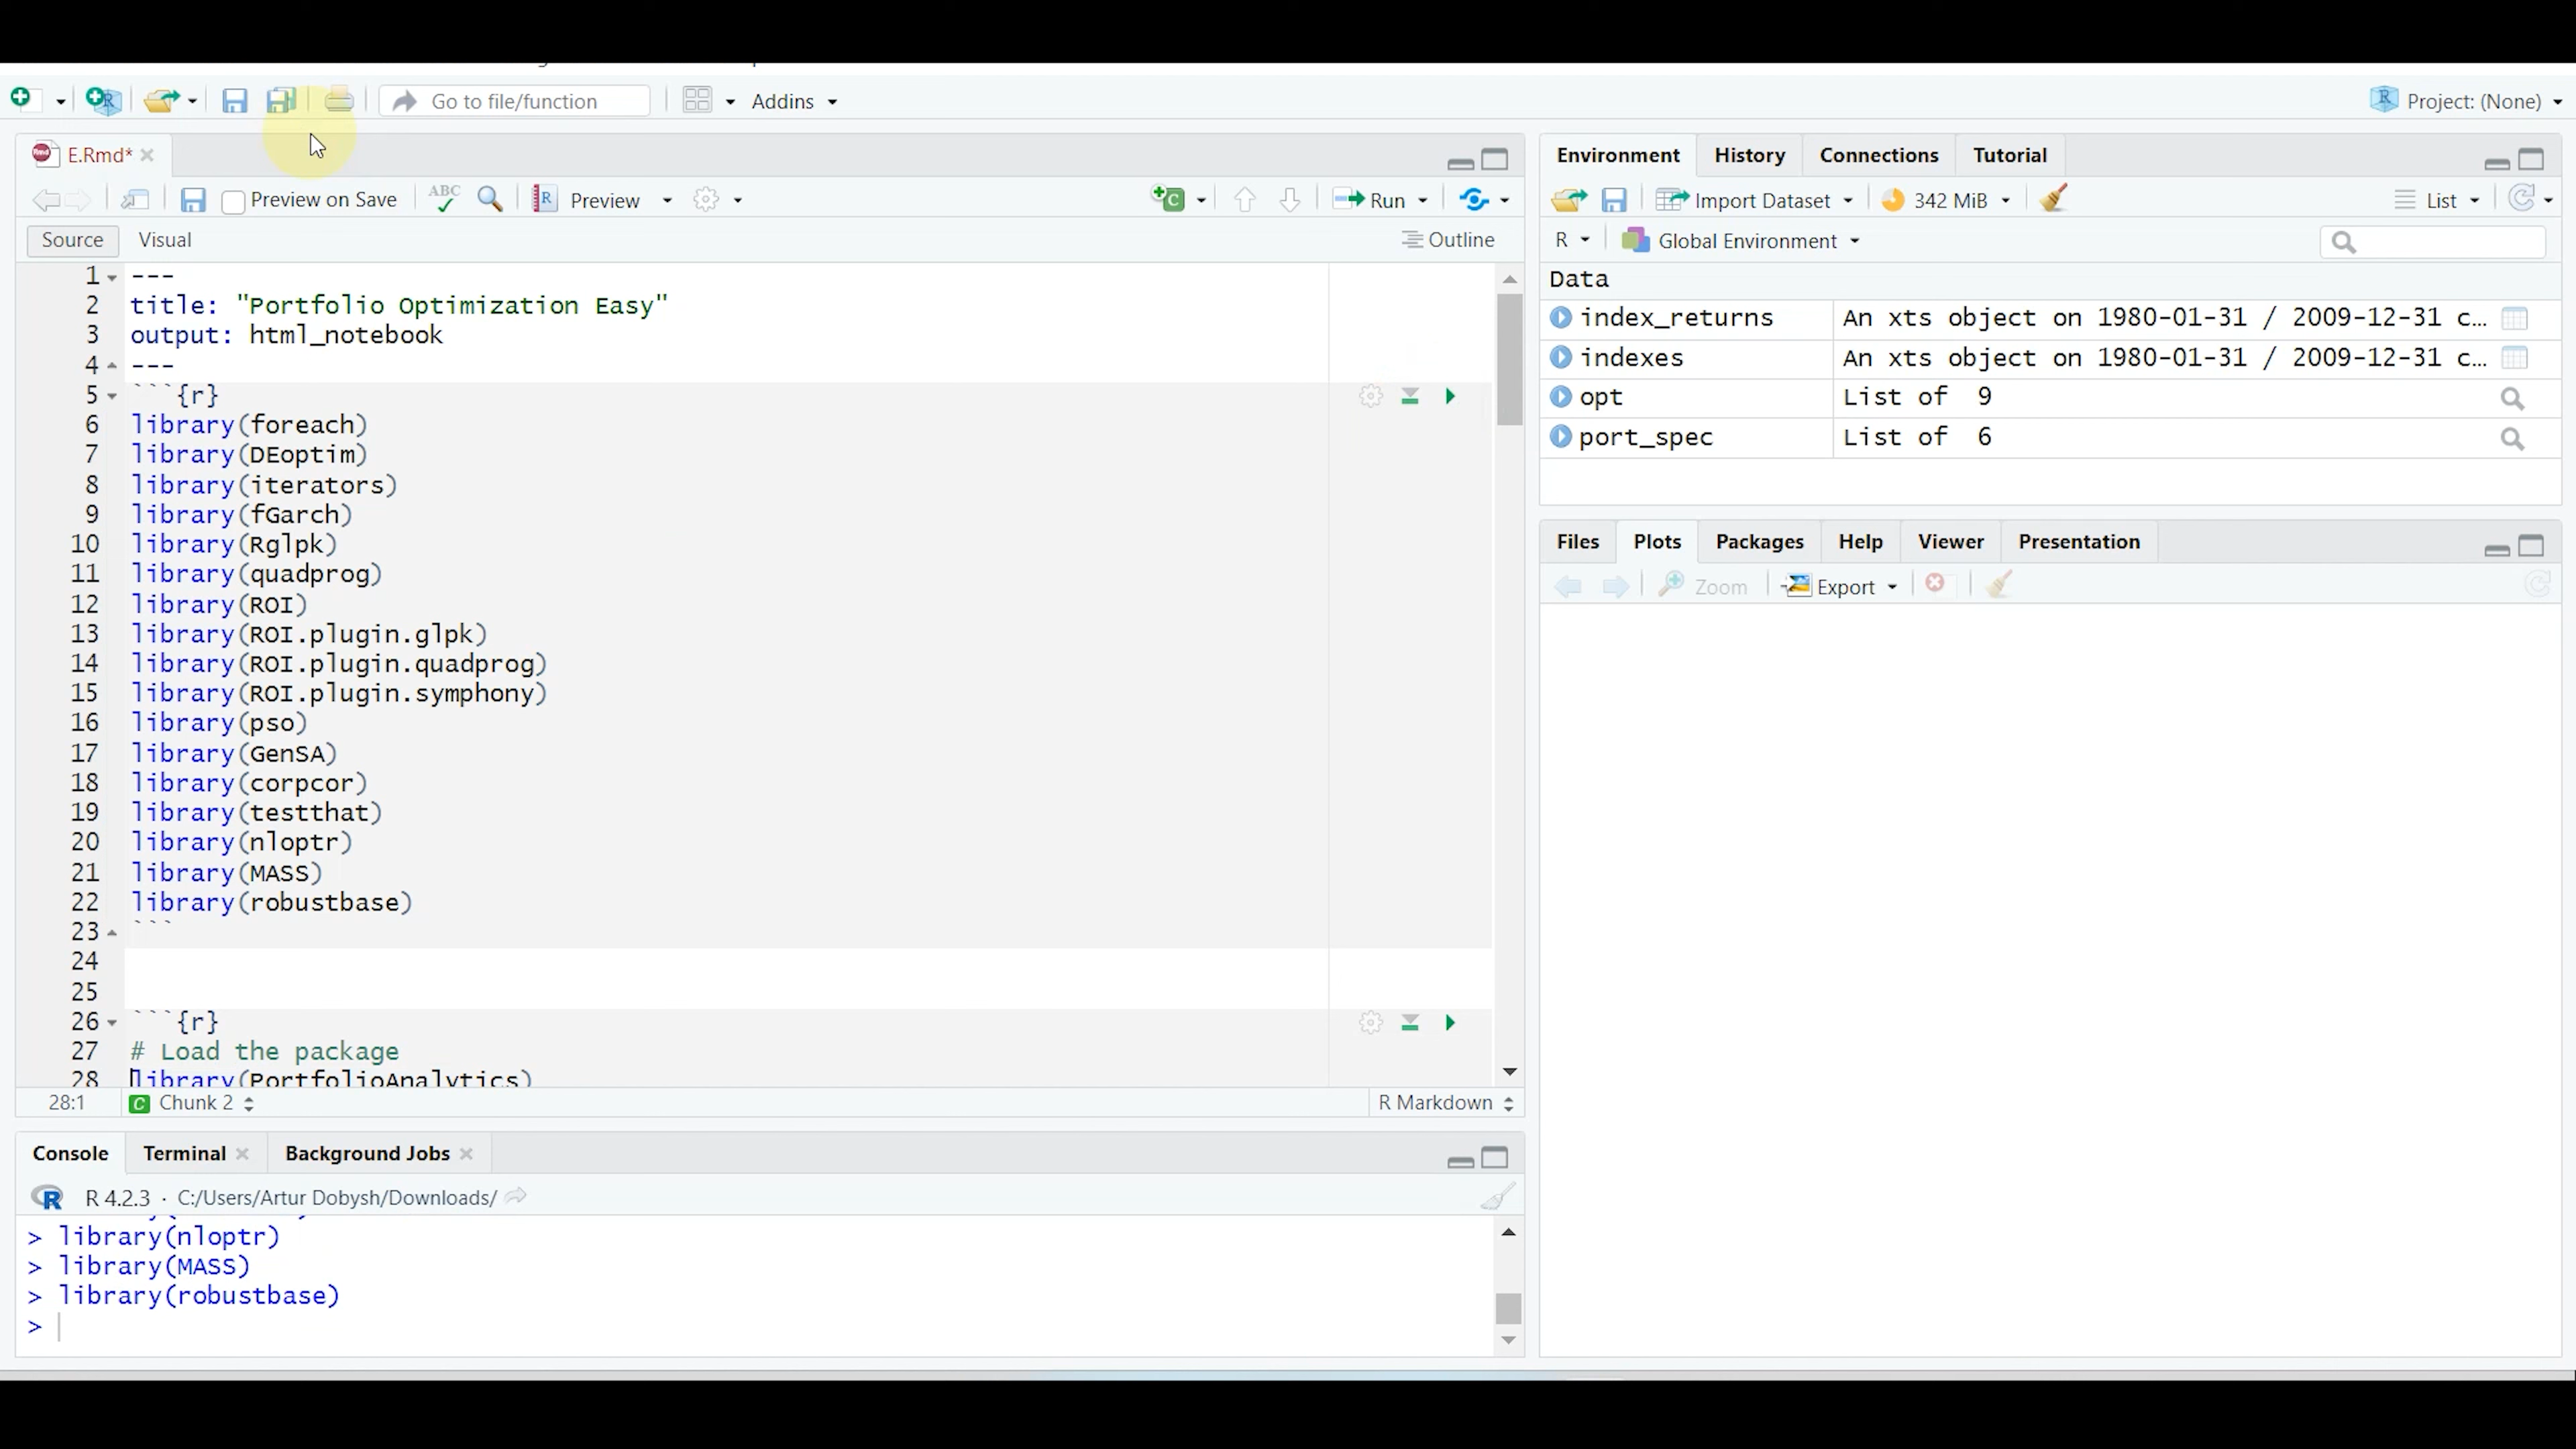 Go to file/function
Addins
Project: (None)
E.Rmd*
Preview on Save
ABC
Preview
Run
Source
Visual
Outline
1 ---
2 title: "Portfolio Optimization Easy"
3 output: html_notebook
4 ---
5 ```{r}
6 library(foreach)
7 library(DEoptim)
8 library(iterators)
9 library(fGarch)
10 library(Rglpk)
11 library(quadprog)
12 library(ROI)
13 library(ROI.plugin.glpk)
14 library(ROI.plugin.quadprog)
15 library(ROI.plugin.symphony)
16 library(pso)
17 library(GenSA)
18 library(corpcor)
19 library(testthat)
20 library(nloptr)
21 library(MASS)
22 library(robustbase)
23 ```
24
25
26 ```{r}
27 # Load the package
28 library(PortfolioAnalytics)
28:1 Chunk 2 R Markdown
Console Terminal Background Jobs
R 4.2.3 · C:/Users/Artur Dobysh/Downloads/
> library(nloptr)
> library(MASS)
> library(robustbase)
>
Environment History Connections Tutorial
Import Dataset 342 MiB List
R Global Environment
Data
index_returns An xts object on 1980-01-31 / 2009-12-31 c...
indexes An xts object on 1980-01-31 / 2009-12-31 c...
opt List of 9
port_spec List of 6
Files Plots Packages Help Viewer Presentation
Zoom Export